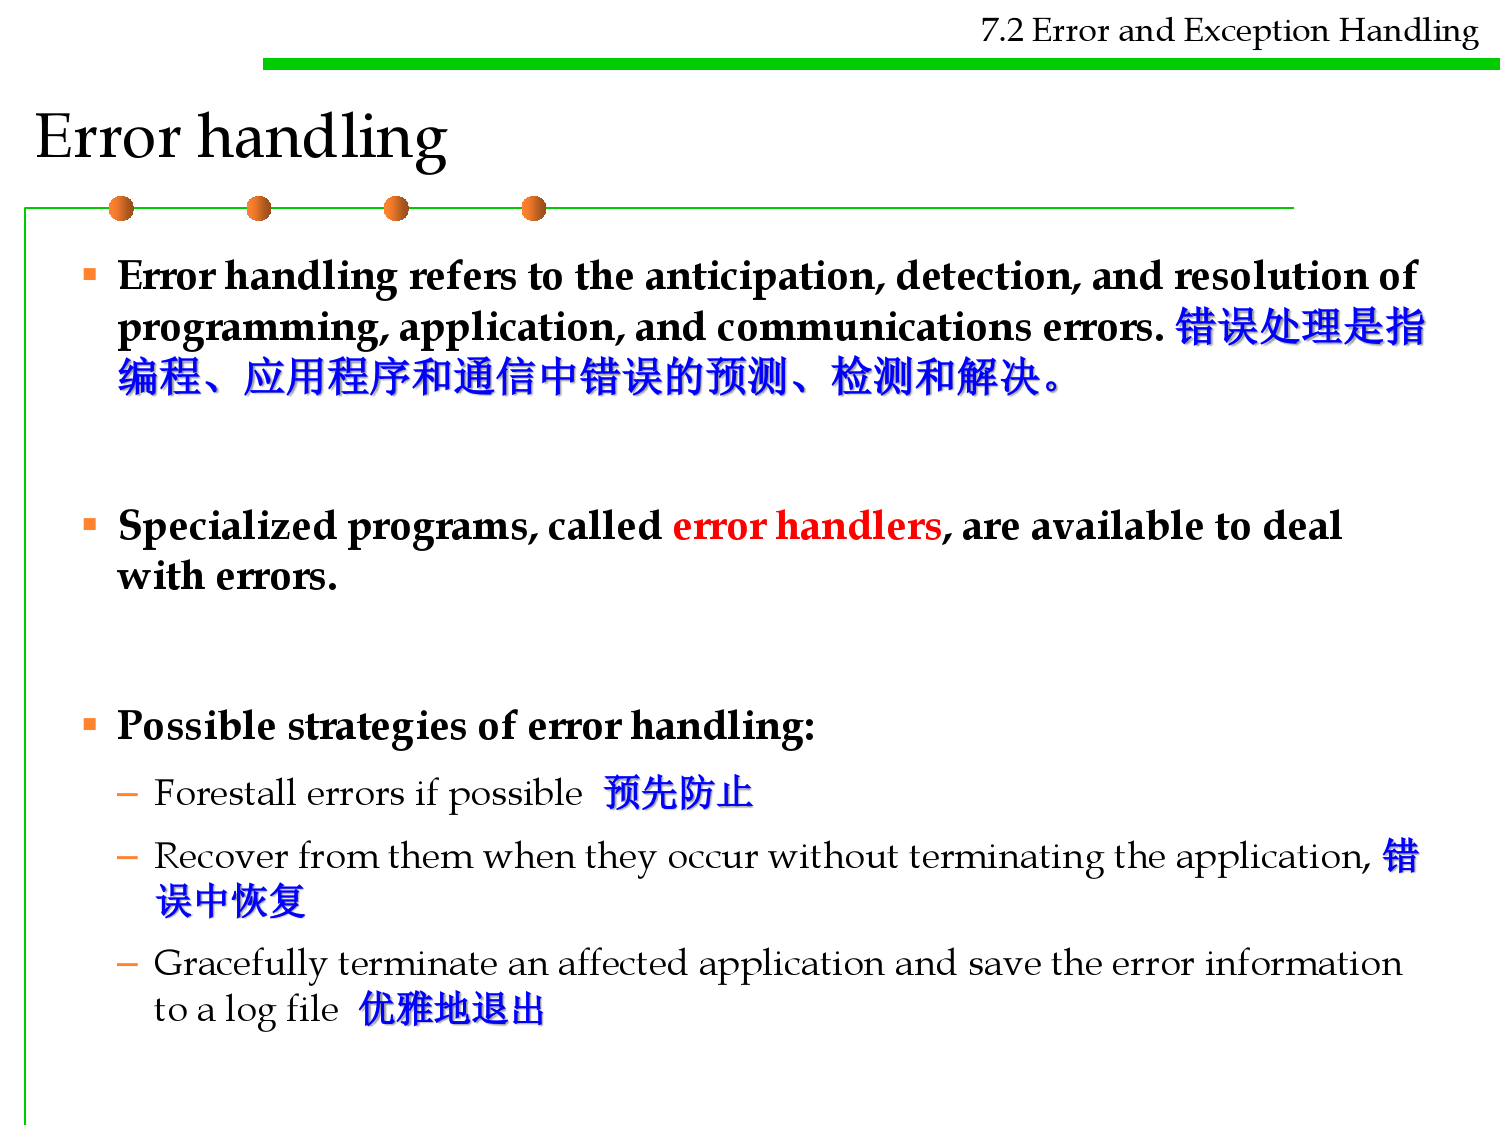 7.2 Error and Exception Handling
Error handling
Error handling refers to the anticipation, detection, and resolution of
programming, application, and communications errors. 错误处理是指
编程、应用程序和通信中错误的预测、检测和解决。
Specialized programs, called error handlers, are available to deal
with errors.
Possible strategies of error handling:
– Forestall errors if possible 预先防止
– Recover from them when they occur without terminating the application, 错
误中恢复
– Gracefully terminate an affected application and save the error information
to a log file 优雅地退出